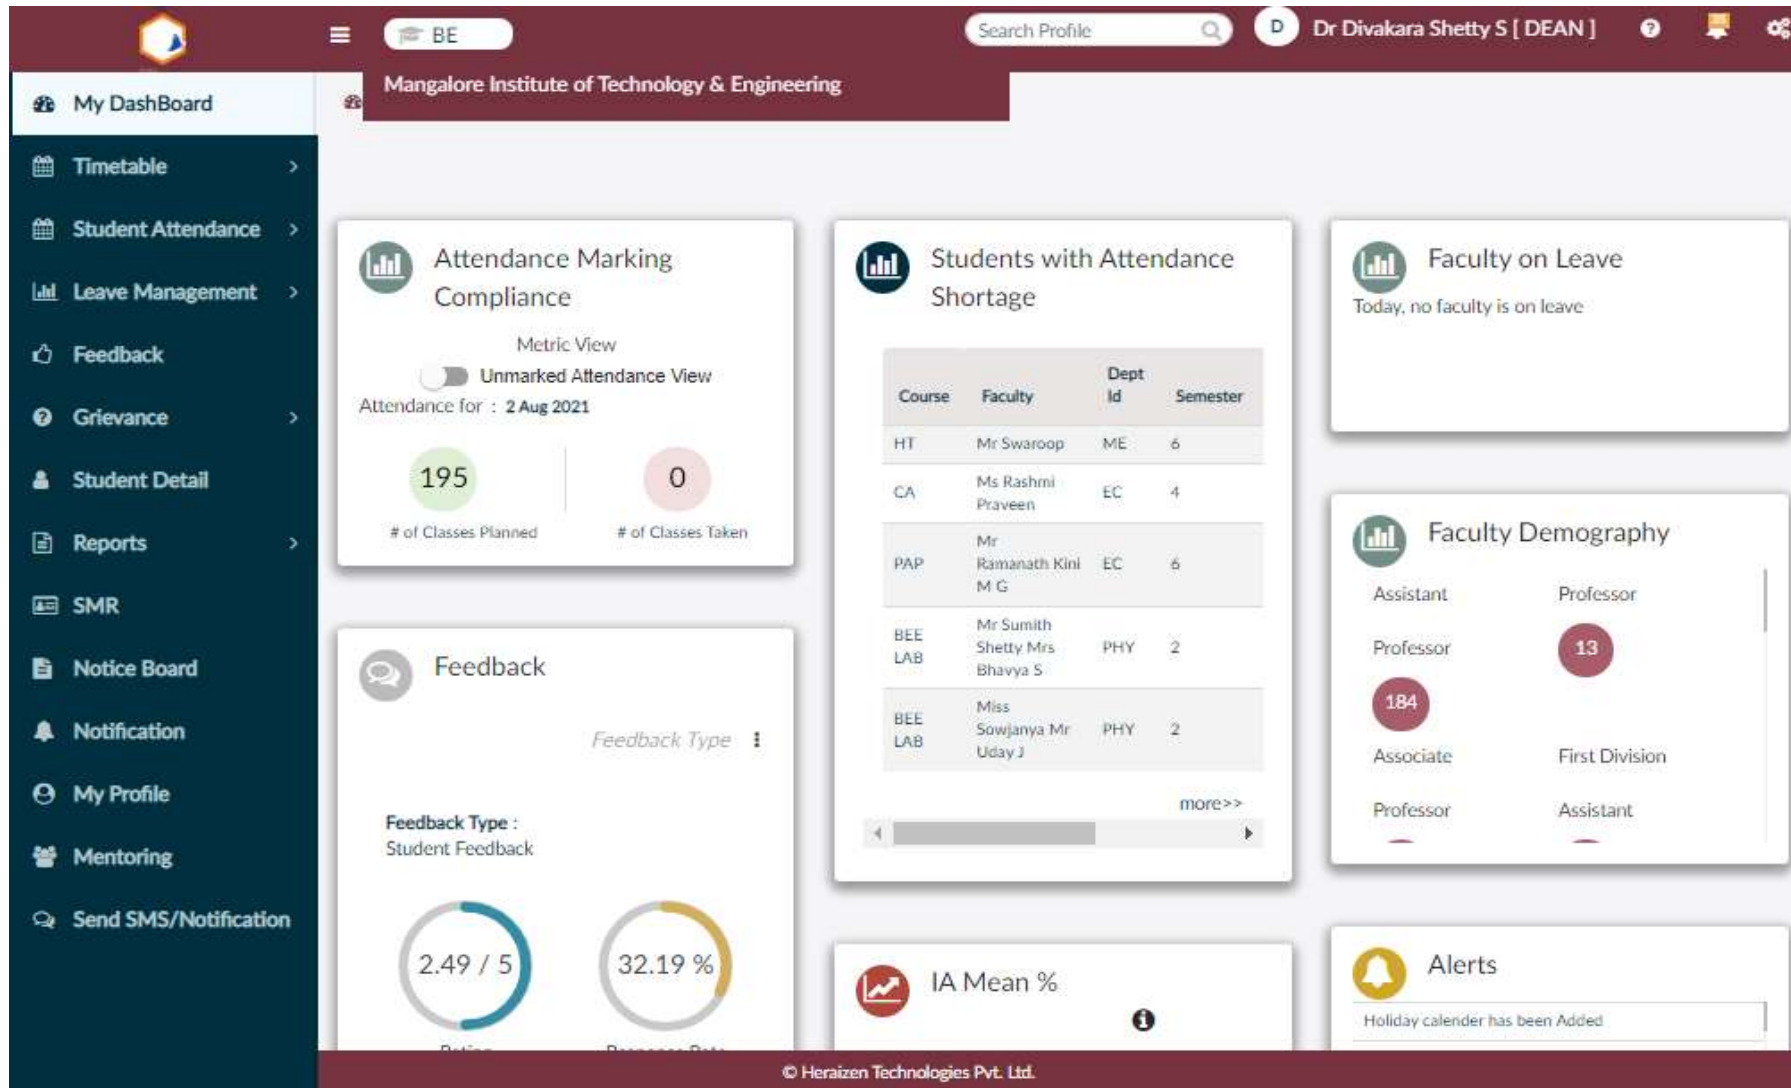 BE
Search Profile
D
Dr Divakara Shetty S [ DEAN ]
Mangalore Institute of Technology & Engineering
My DashBoard
Timetable
Student Attendance
Leave Management
Feedback
Grievance
Student Detail
Reports
SMR
Notice Board
Notification
My Profile
Mentoring
Send SMS/Notification
Attendance Marking
Compliance
Metric View
Unmarked Attendance View
Attendance for : 2 Aug 2021
195
0
# of Classes Planned
# of Classes Taken
Feedback
Feedback Type
Feedback Type :
Student Feedback
2.49 / 5
32.19 %
Rating
Response Rate
Students with Attendance
Shortage
Course Faculty Dept Id Semester
HT Mr Swaroop ME 6
CA Ms Rashmi Praveen EC 4
PAP Mr Ramanath Kini M G EC 6
BEE LAB Mr Sumith Shetty Mrs Bhavya S PHY 2
BEE LAB Miss Sowjanya Mr Uday J PHY 2
more>>
IA Mean %
Faculty on Leave
Today, no faculty is on leave
Faculty Demography
Assistant Professor
184
Professor
13
Associate Professor
First Division Assistant
Alerts
Holiday calender has been Added
© Heraizen Technologies Pvt. Ltd.